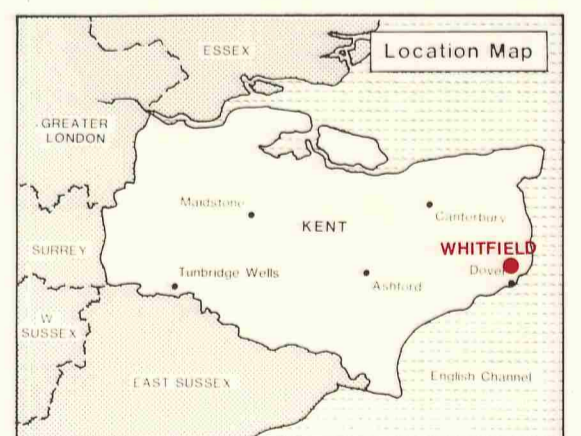 ESSEX
Location Map
GREATER
LONDON
Maidstone
Canterbury
KENT
WHITFIELD
SURREY
Tunbridge Wells
Dover
Ashford
W
SUSSEX
EAST SUSSEX
English Channel